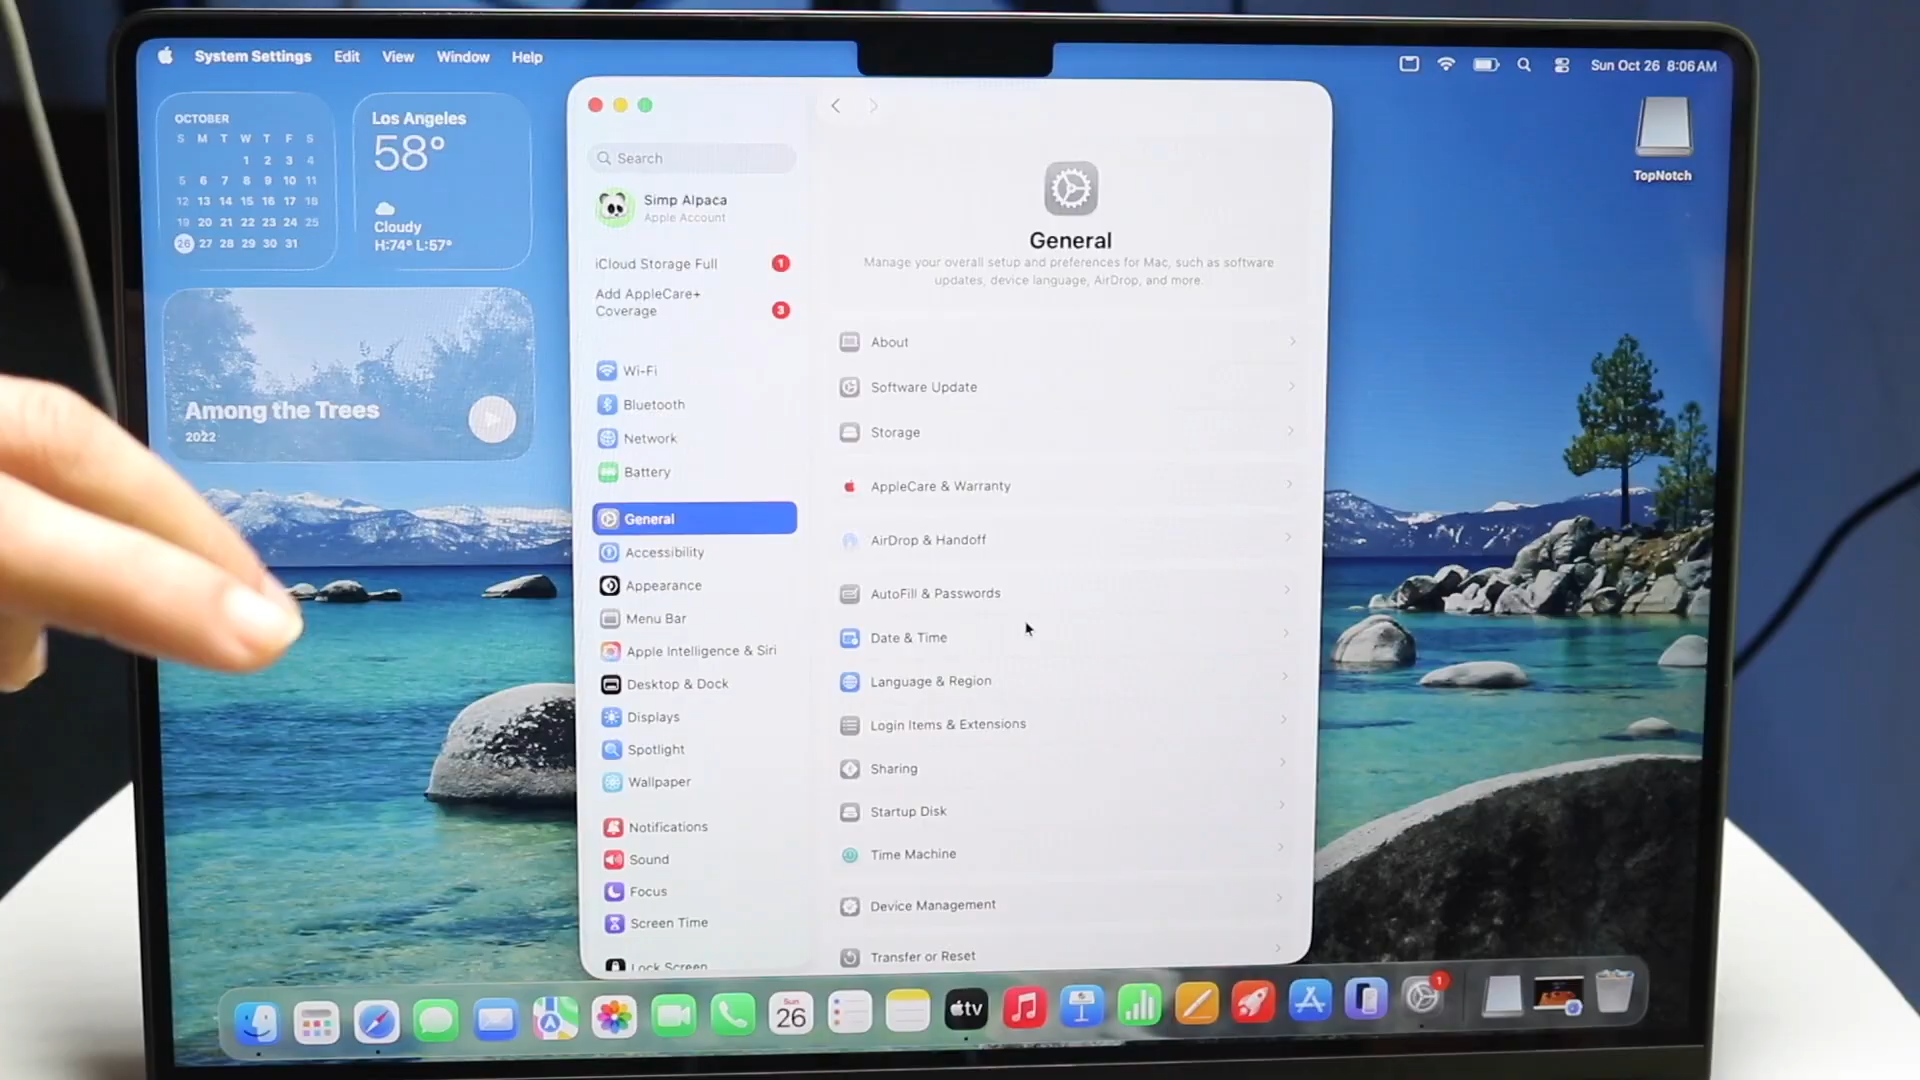 System Settings Edit View Window Help
Sun Oct 26 8:06 AM
OCTOBER
S M T W T F S
1 2 3 4
5 6 7 8 9 10 11
12 13 14 15 16 17 18
19 20 21 22 23 24 25
26 27 28 29 30 31
Los Angeles
58°
Cloudy
H:74° L:57°
Among the Trees
2022
TopNotch
Search
Simp Alpaca
Apple Account
iCloud Storage Full 1
Add AppleCare+
Coverage 3
Wi-Fi
Bluetooth
Network
Battery
General
Accessibility
Appearance
Menu Bar
Apple Intelligence & Siri
Desktop & Dock
Displays
Spotlight
Wallpaper
Notifications
Sound
Focus
Screen Time
Lock Screen
General
Manage your overall setup and preferences for Mac, such as software
updates, device language, AirDrop, and more.
About
Software Update
Storage
AppleCare & Warranty
AirDrop & Handoff
AutoFill & Passwords
Date & Time
Language & Region
Login Items & Extensions
Sharing
Startup Disk
Time Machine
Device Management
Transfer or Reset
Sun
26
tv
1